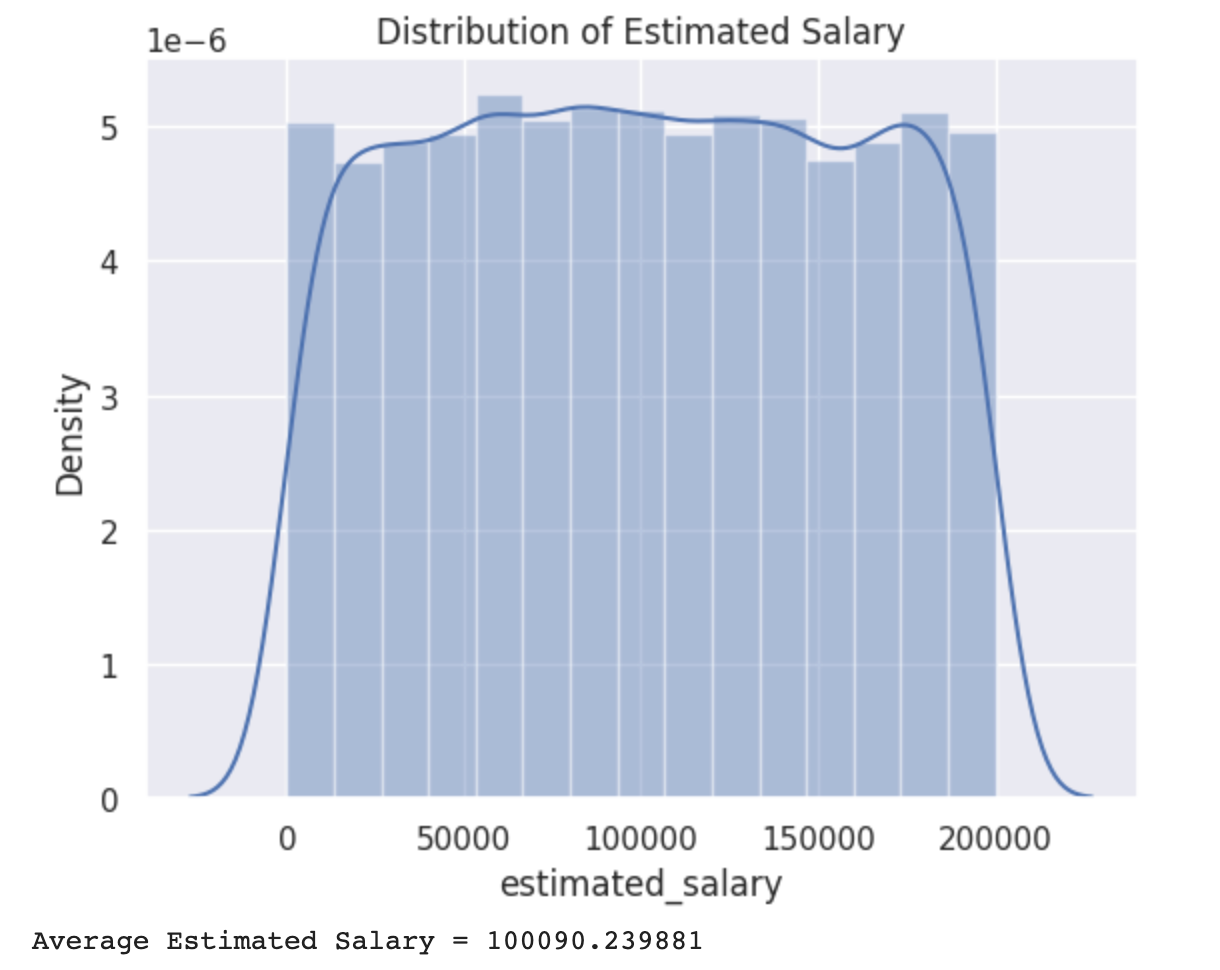 Distribution of Estimated Salary
1e−6
5
4
3
2
1
0
Density
0 50000 100000 150000 200000
estimated_salary
Average Estimated Salary = 100090.239881